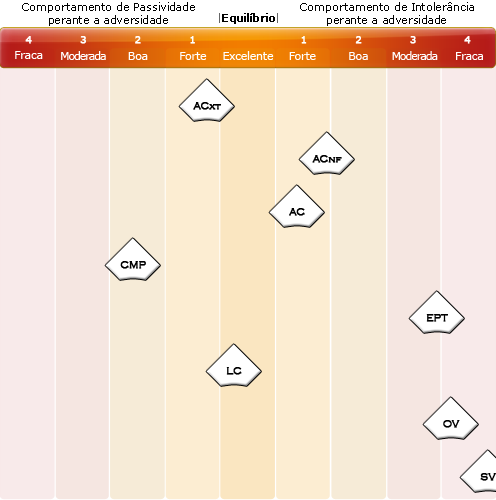 Comportamento de Passividade
perante a adversidade
|Equilíbrio|
Comportamento de Intolerância
perante a adversidade
4 3 2 1 1 2 3 4
Fraca Moderada Boa Forte Excelente Forte Boa Moderada Fraca
ACXT
ACNF
AC
CMP
EPT
LC
OV
SV